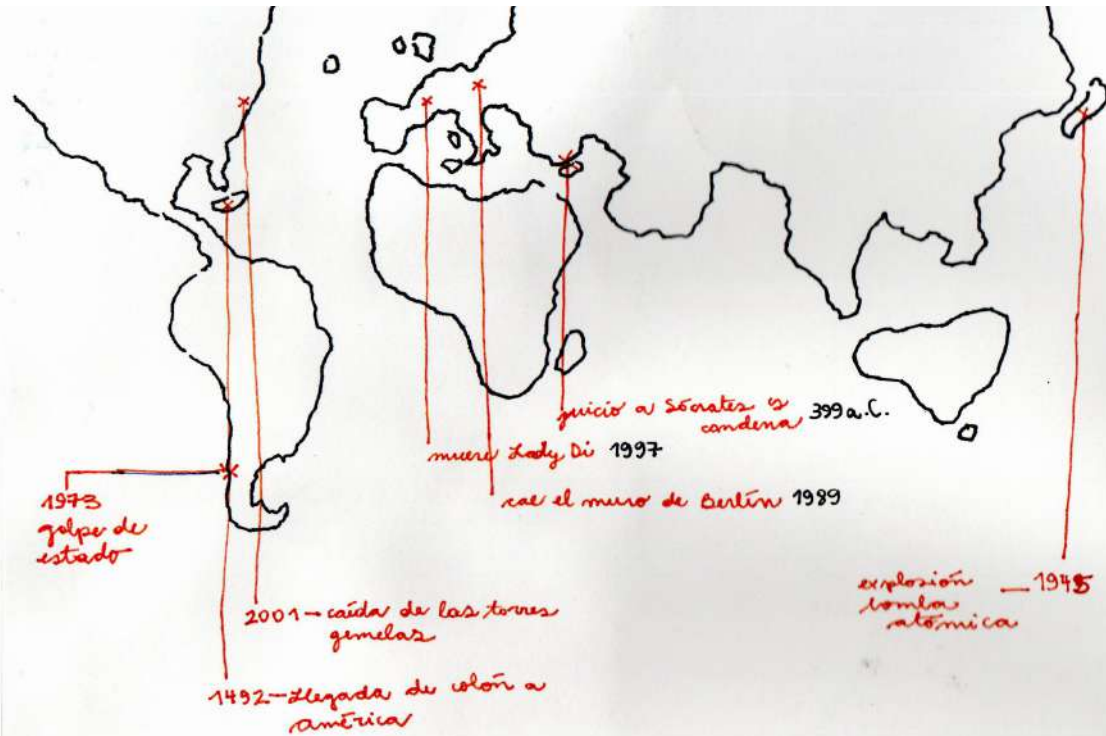 juicio a Sócrates y 399 a.C.
condena
muere Lady Di 1997
cae el muro de Berlín 1989
1973
golpe de
estado
2001 - caída de las torres
gemelas
explosión — 1945
bomba
atómica
1492 - Llegada de colón a
américa